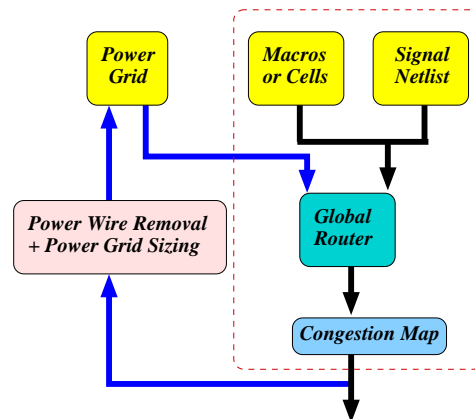 Power
Grid
Macros
or Cells
Signal
Netlist
Power Wire Removal
+ Power Grid Sizing
Global
Router
Congestion Map